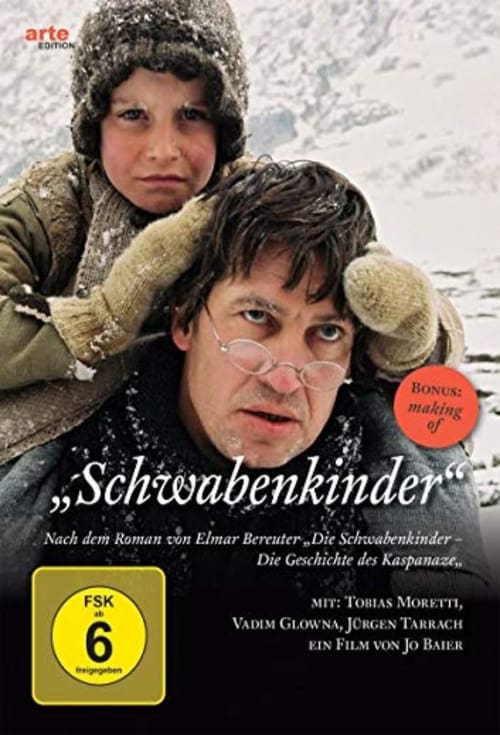 arte
EDITION
BONUS:
making
of
„Schwabenkinder“
Nach dem Roman von Elmar Bereuter „Die Schwabenkinder –
Die Geschichte des Kaspanaze„
MIT: TOBIAS MORETTI,
VADIM GLOWNA, JÜRGEN TARRACH
EIN FILM VON JO BAIER
FSK
ab
6
freigegeben